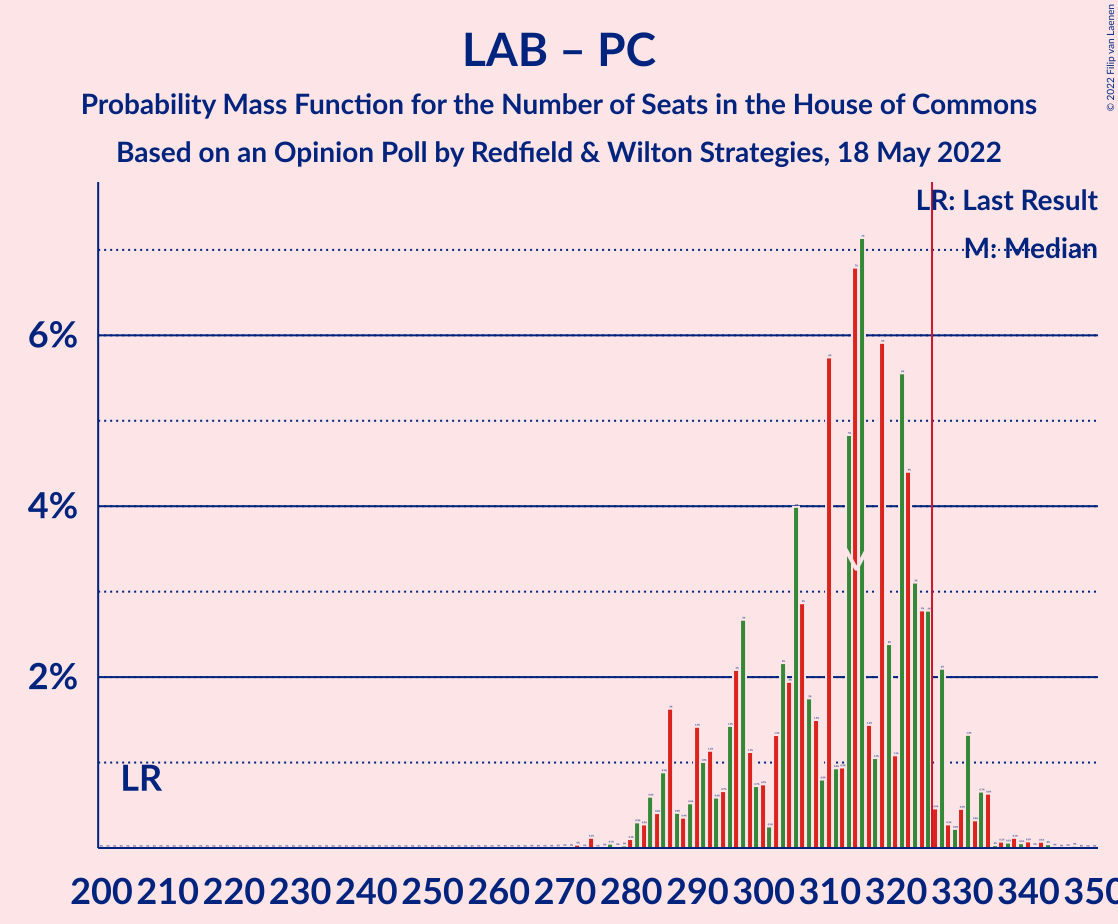 LAB – PC
Probability Mass Function for the Number of Seats in the House of Commons
Based on an Opinion Poll by Redfield & Wilton Strategies, 18 May 2022
© 2022 Filip van Laenen
LR: Last Result
M: Median
6%
4%
2%
LR
M
200 210 220 230 240 250 260 270 280 290 300 310 320 330 340 350